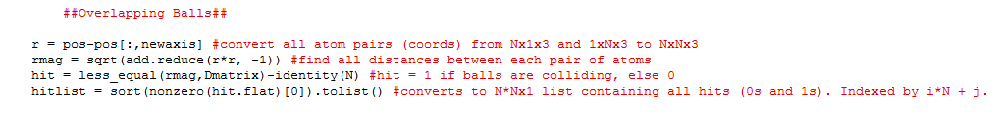 ##Overlapping Balls##
r = pos-pos[:,newaxis] #convert all atom pairs (coords) from Nx1x3 and 1xNx3 to NxNx3
rmag = sqrt(add.reduce(r*r, -1)) #find all distances between each pair of atoms
hit = less_equal(rmag,Dmatrix)-identity(N) #hit = 1 if balls are colliding, else 0
hitlist = sort(nonzero(hit.flat)[0]).tolist() #converts to N*Nx1 list containing all hits (0s and 1s). Indexed by i*N + j.